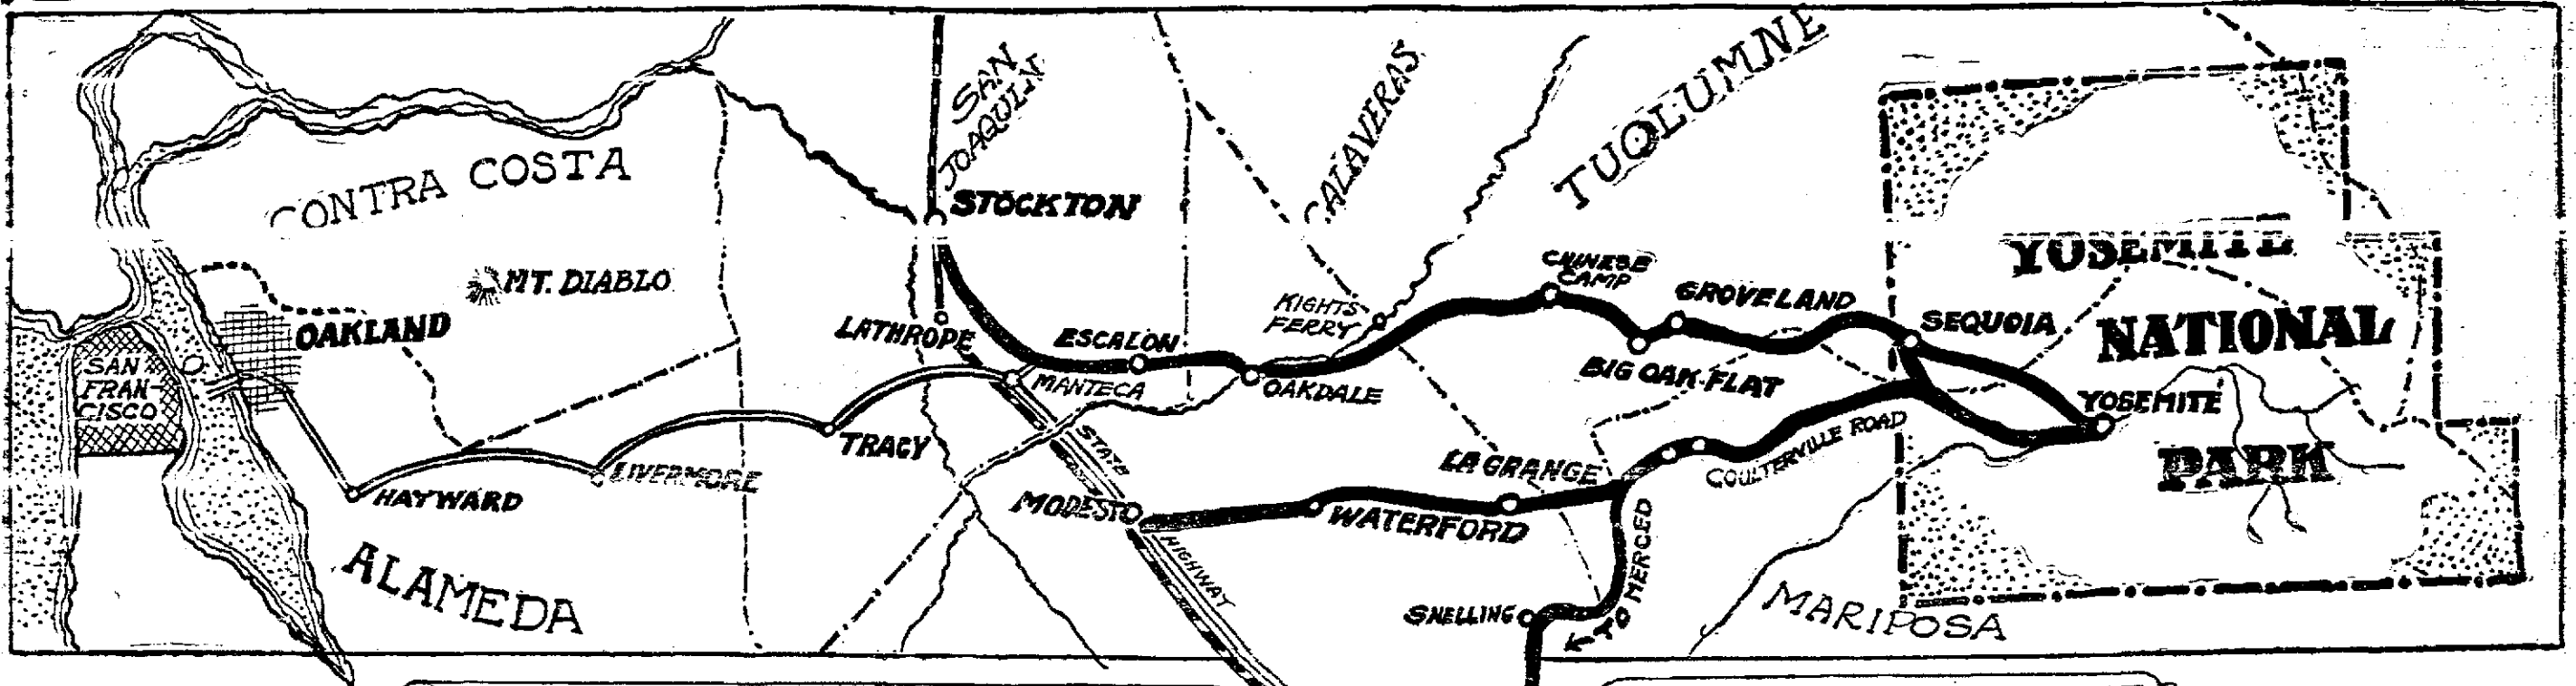 SAN
JOAQUIN
CALAVERAS
TUOLUMNE
CONTRA COSTA
STOCKTON
MT. DIABLO
OAKLAND
SAN
FRAN
CISCO
LATHROPE
ESCALON
MANTECA
KIGHTS
FERRY
OAKDALE
CHINESE
CAMP
GROVELAND
BIG OAK FLAT
SEQUOIA
YOSEMITE
NATIONAL
PARK
YOSEMITE
HAYWARD
LIVERMORE
TRACY
STATE
HIGHWAY
MODESTO
WATERFORD
LA GRANGE
COULTERVILLE ROAD
TO MERCED
SNELLING
MARIPOSA
ALAMEDA